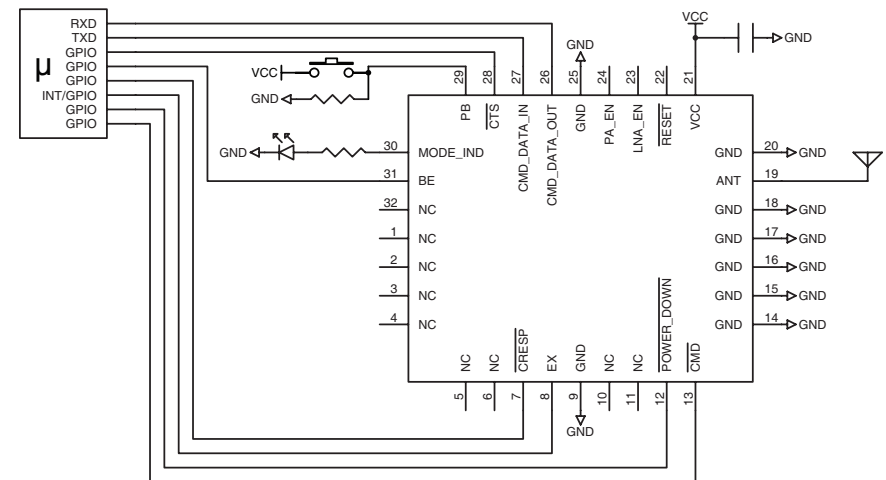 RXD
TXD
GPIO
GPIO
GPIO
INT/GPIO
GPIO
GPIO
μ
VCC
GND
GND
VCC
GND
GND
29
28
27
26
25
24
23
22
21
PB
CTS
CMD_DATA_IN
CMD_DATA_OUT
GND
PA_EN
LNA_EN
RESET
VCC
30 MODE_IND
31 BE
32 NC
1 NC
2 NC
3 NC
4 NC
GND 20 GND
ANT 19
GND 18 GND
GND 17 GND
GND 16 GND
GND 15 GND
GND 14 GND
NC
NC
CRESP
EX
GND
NC
NC
POWER_DOWN
CMD
5
6
7
8
9
10
11
12
13
GND